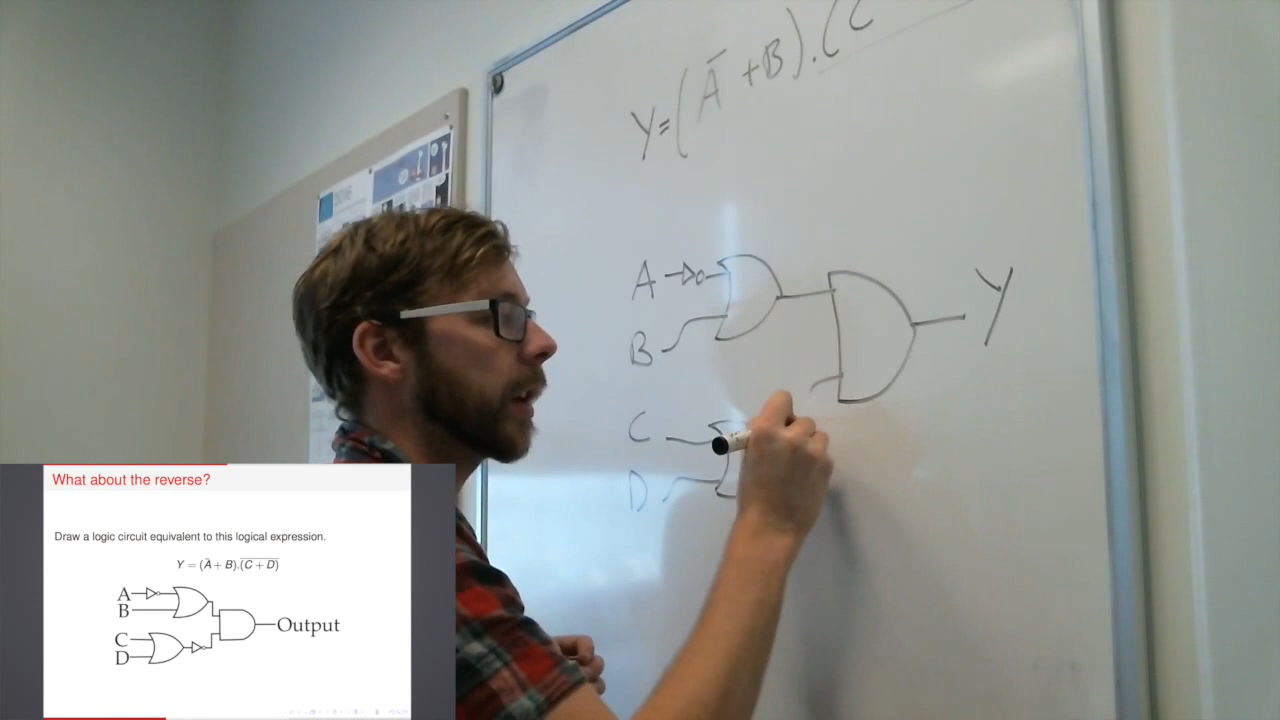 Y=(A̅+B).(C
A
B
Y
C
D
What about the reverse?
Draw a logic circuit equivalent to this logical expression.
Y = (A̅ + B).(C + D)̅
A
B
C
D
Output